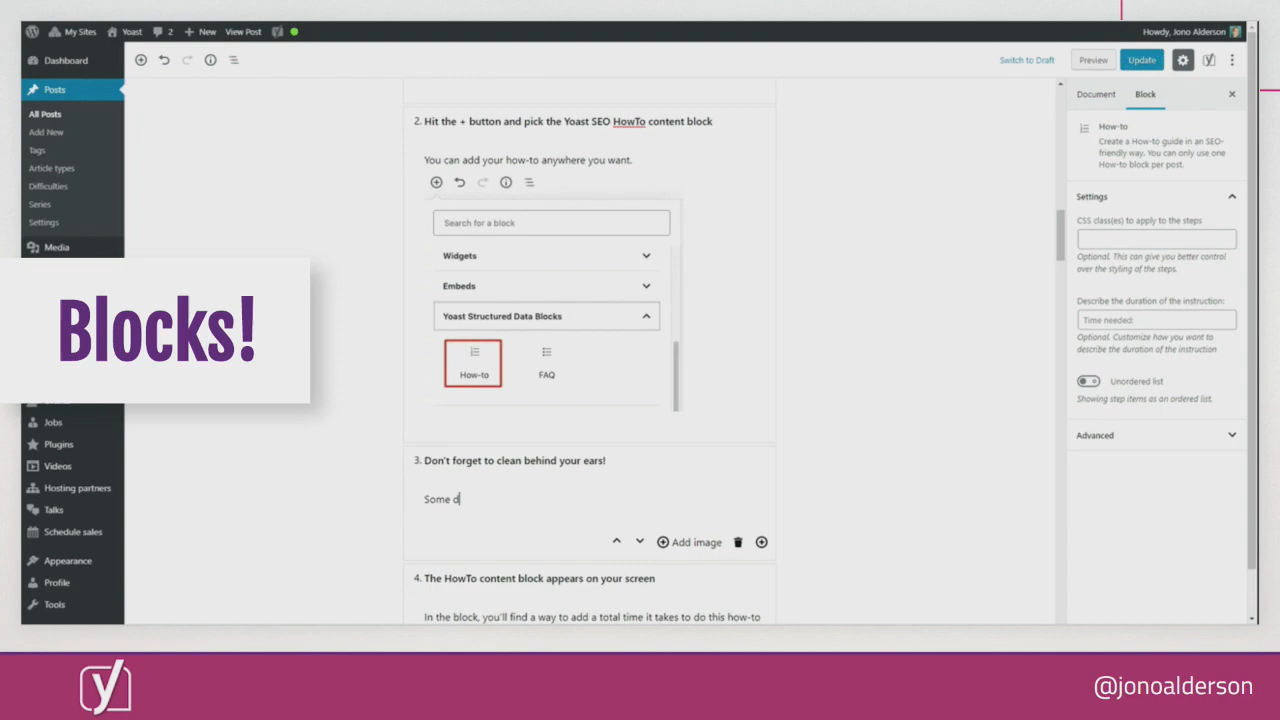 My Sites
Yoast
2
New
View Post
Howdy, Jono Alderson
Dashboard
Posts
All Posts
Add New
Tags
Article types
Difficulties
Series
Settings
Media
Blocks!
Jobs
Plugins
Videos
Hosting partners
Talks
Schedule sales
Appearance
Profile
Tools
Switch to Draft
Preview
Update
2. Hit the + button and pick the Yoast SEO HowTo content block
You can add your how-to anywhere you want.
Search for a block
Widgets
Embeds
Yoast Structured Data Blocks
How-to
FAQ
3. Don't forget to clean behind your ears!
Some d
Add image
4. The HowTo content block appears on your screen
In the block, you'll find a way to add a total time it takes to do this how-to
Document
Block
How-to
Create a How-to guide in an SEO-
friendly way. You can only use one
How-to block per post.
Settings
CSS class(es) to apply to the steps
Optional. This can give you better control
over the styling of the steps.
Describe the duration of the instruction:
Time needed:
Optional. Customize how you want to
describe the duration of the instruction
Unordered list
Showing step items as an ordered list.
Advanced
y
@jonoalderson